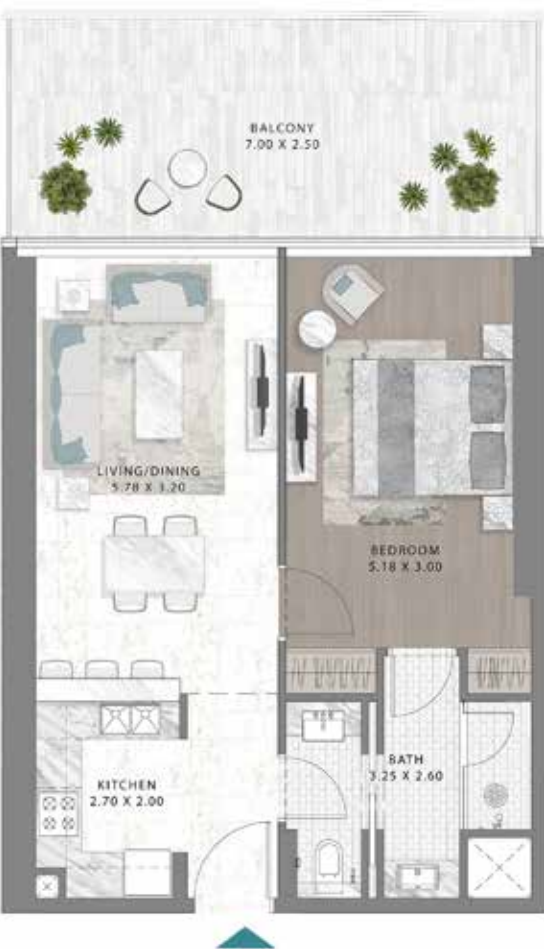 BALCONY
7.00 X 2.50
LIVING/DINING
5.78 X 3.20
BEDROOM
5.18 X 3.00
KITCHEN
2.70 X 2.00
BATH
3.25 X 2.60